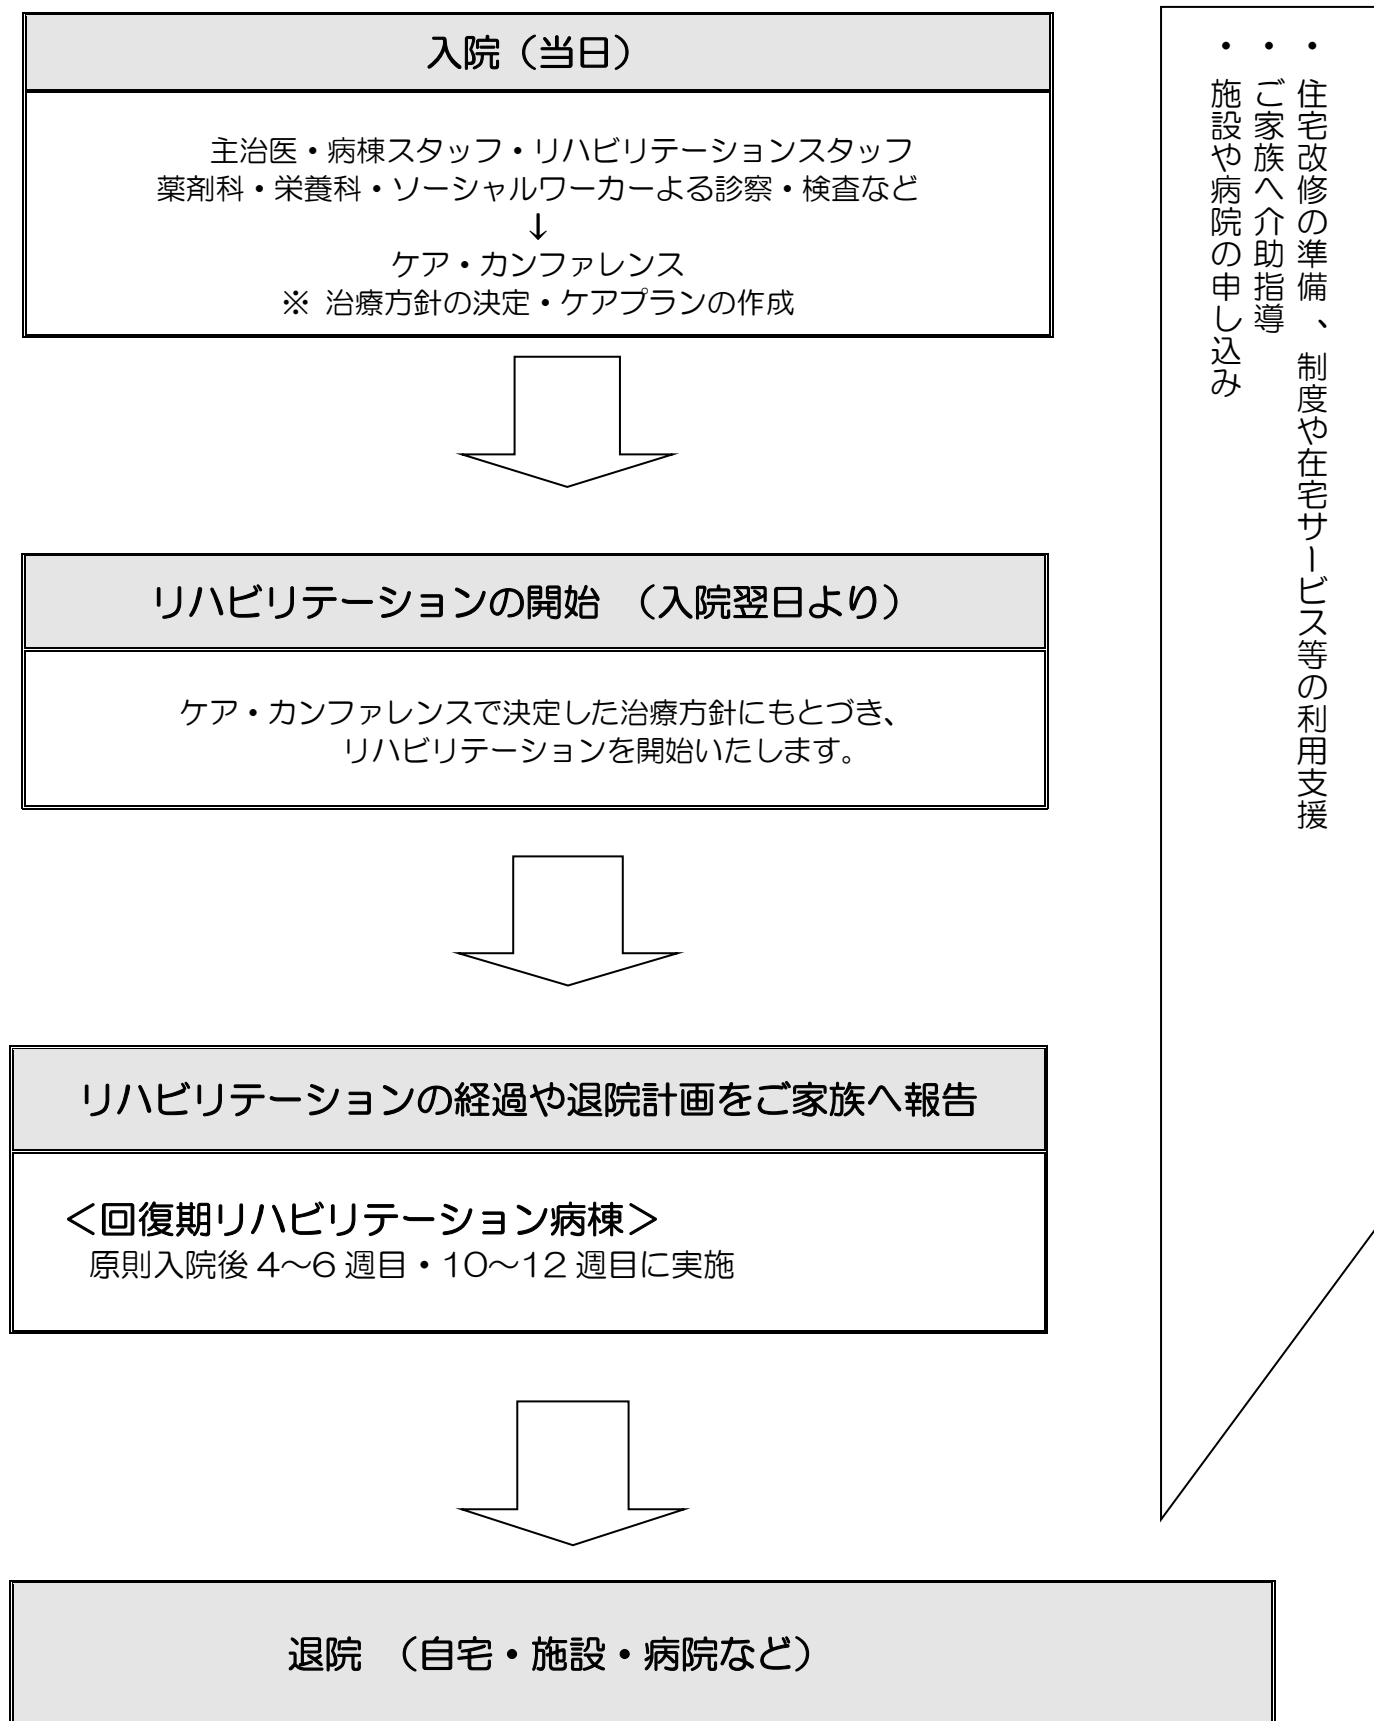 入院（当日）
主治医・病棟スタッフ・リハビリテーションスタッフ
薬剤科・栄養科・ソーシャルワーカーよる診察・検査など
↓
ケア・カンファレンス
※ 治療方針の決定・ケアプランの作成
リハビリテーションの開始　（入院翌日より）
ケア・カンファレンスで決定した治療方針にもとづき、
リハビリテーションを開始いたします。
リハビリテーションの経過や退院計画をご家族へ報告
＜回復期リハビリテーション病棟＞
原則入院後 4～6 週目・10～12 週目に実施
退院　（自宅・施設・病院など）
・住宅改修の準備、制度や在宅サービス等の利用支援
・ご家族へ介助指導
・施設や病院の申し込み